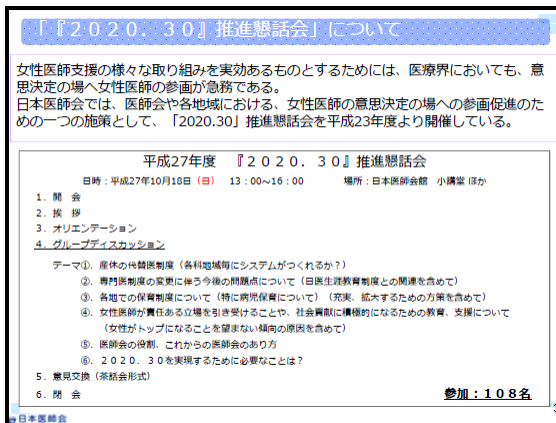 「『２０２０．３０』推進懇話会」について
女性医師支援の様々な取り組みを実効あるものとするためには、医療界においても、意
思決定の場へ女性医師の参画が急務である。
日本医師会では、医師会や各地域における、女性医師の意思決定の場への参画促進のた
めの一つの施策として、「2020.30」推進懇話会を平成23年度より開催している。
平成27年度　『２０２０．３０』推進懇話会
日時：平成27年10月18日（日）　13：00～16：00　　場所：日本医師会館　小講堂 ほか
１．開　会
２．挨　拶
３．オリエンテーション
４．グループディスカッション
テーマ①．産休の代替医制度（各科地域毎にシステムがつくれるか？）
②．専門医制度の変更に伴う今後の問題点について（日医生涯教育制度との関連を含めて）
③．各地での保育制度について（特に病児保育について）（充実、拡大するための方策を含めて）
④．女性医師が責任ある立場を引き受けることや、社会貢献に積極的になるための教育、支援について
（女性がトップになることを望まない傾向の原因を含めて）
⑤．医師会の役割、これからの医師会のあり方
⑥．２０２０．３０を実現するために必要なことは？
５．意見交換（茶話会形式）
６．閉　会
参加：１０８名
日本医師会